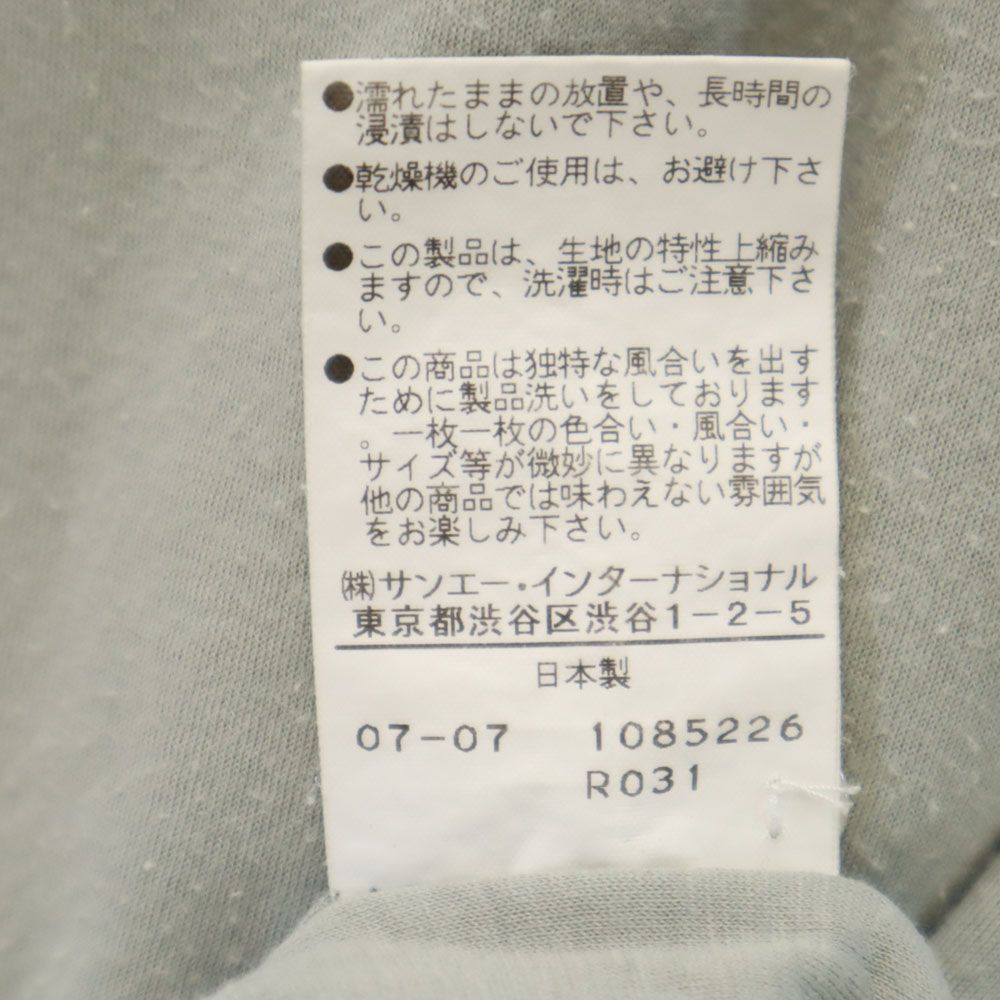 ●濡れたままの放置や、長時間の
浸漬はしないで下さい。
●乾燥機のご使用は、お避け下さ
い。
●この製品は、生地の特性上縮み
ますので、洗濯時はご注意下さ
い。
●この商品は独特な風合いを出す
ために製品洗いをしております
。一枚一枚の色合い・風合い・
サイズ等が微妙に異なりますが
他の商品では味わえない雰囲気
をお楽しみ下さい。
㈱サンエー・インターナショナル
東京都渋谷区渋谷1-2-5
日本製
07-07 1085226
R031